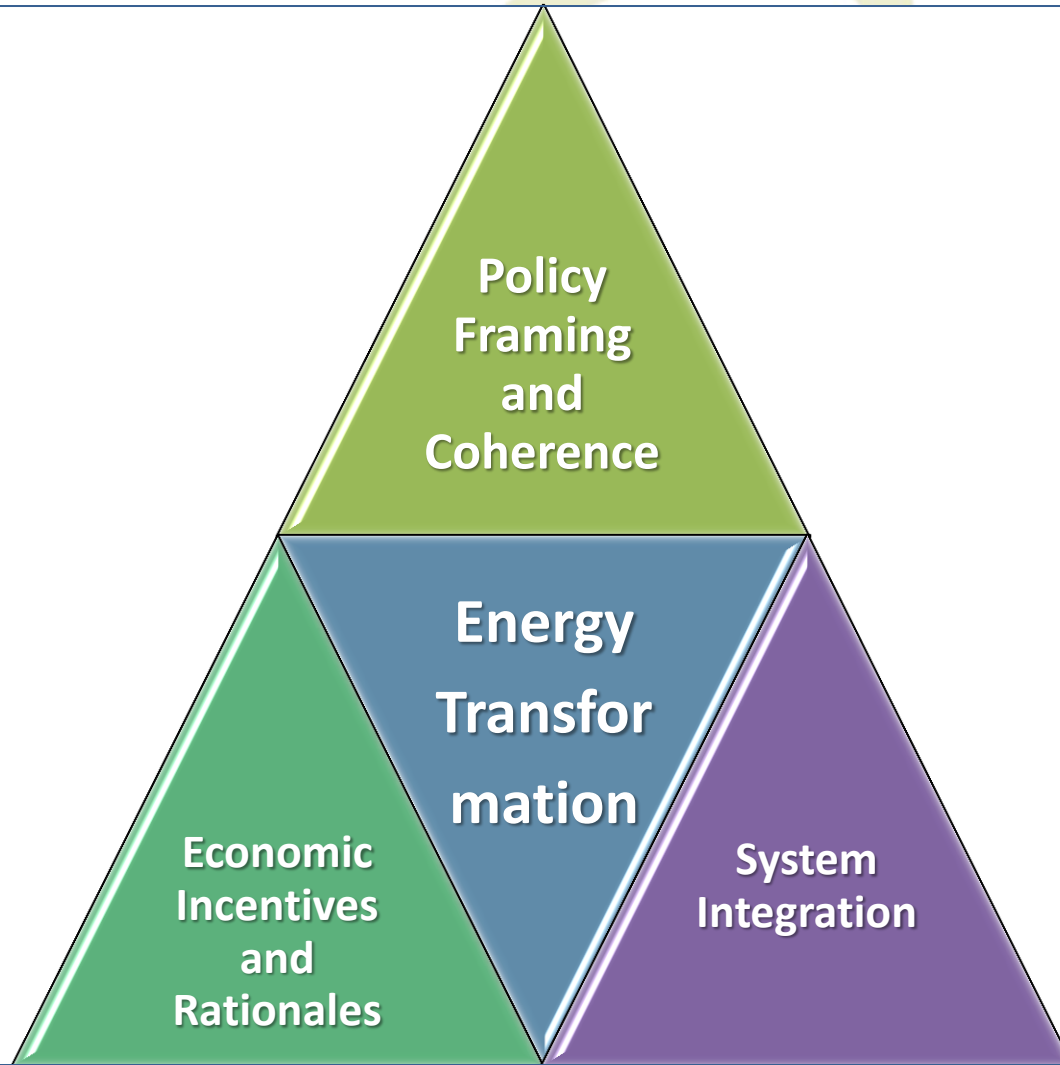 Policy
Framing
and
Coherence
Energy
Transfor
mation
Economic
Incentives
and
Rationales
System
Integration